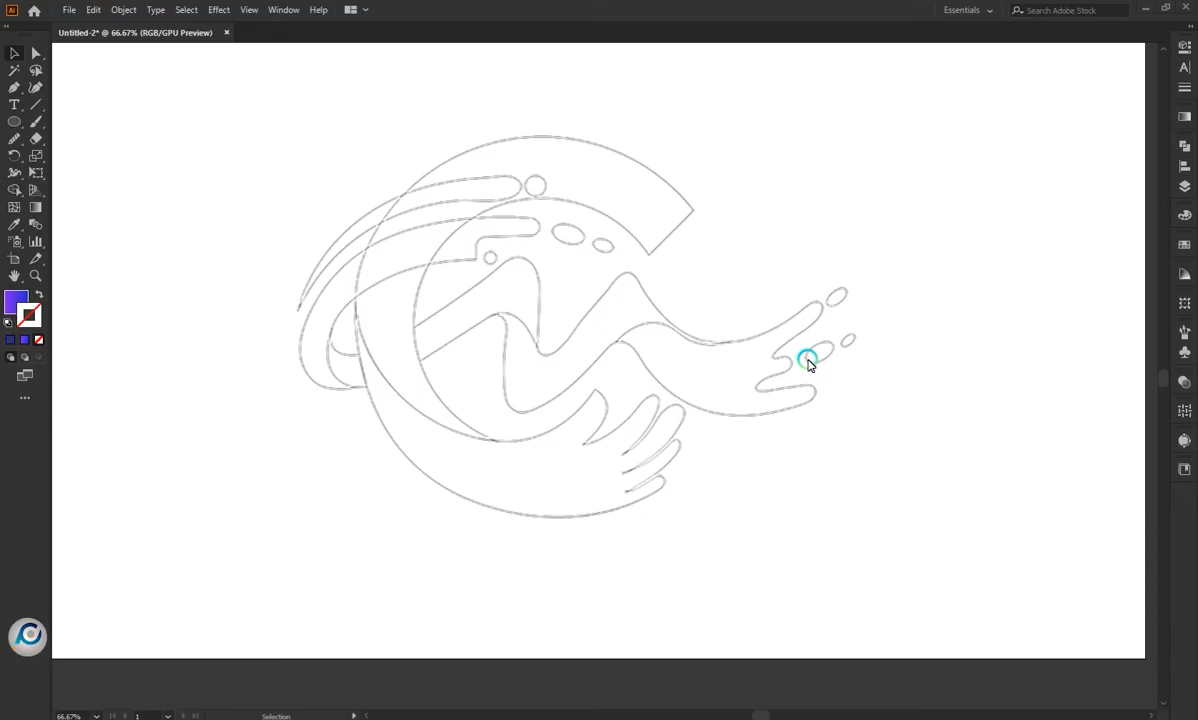 Ai File Edit Object Type Select Effect View Window Help Essentials Search Adobe Stock
Untitled-2* @ 66.67% (RGB/GPU Preview) ×
66.67% 1 Selection